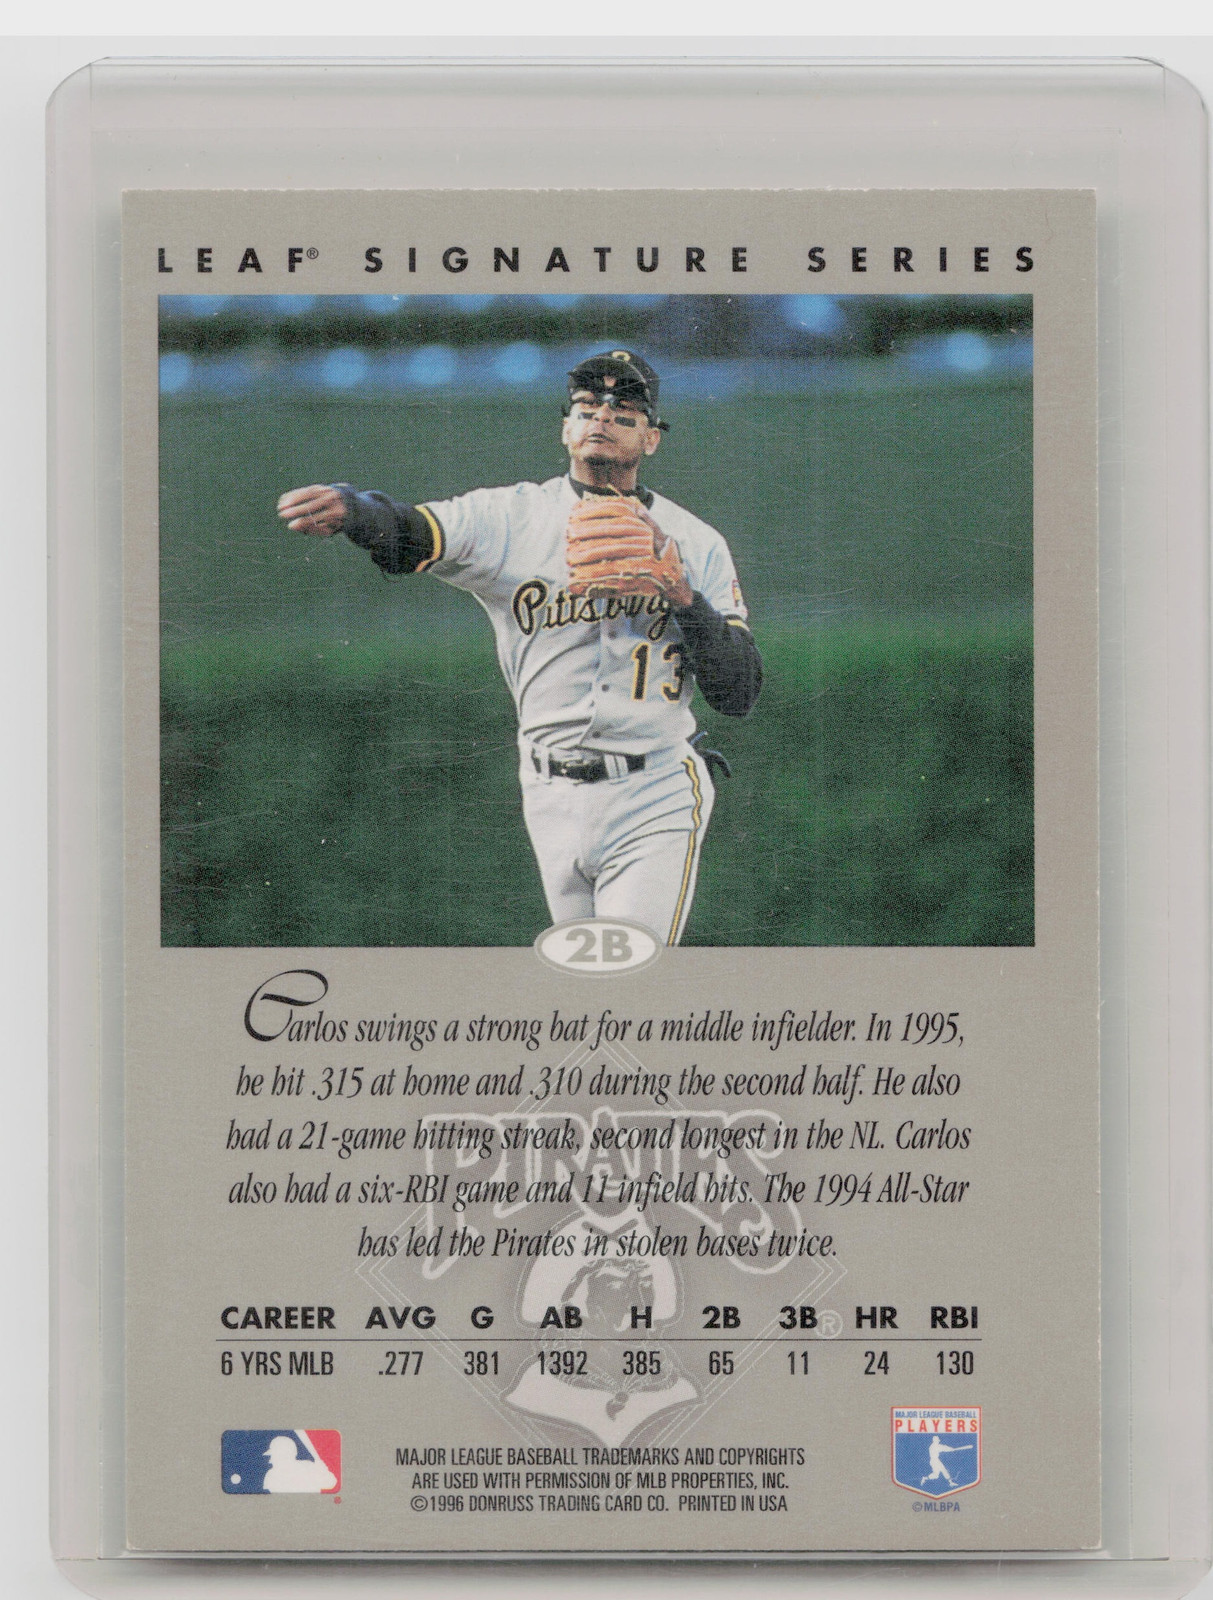 LEAF® SIGNATURE SERIES
Pittsburg
13
2B
Carlos swings a strong bat for a middle infielder. In 1995,
he hit .315 at home and .310 during the second half. He also
had a 21-game hitting streak, second longest in the NL. Carlos
also had a six-RBI game and 11 infield hits. The 1994 All-Star
has led the Pirates in stolen bases twice.
PIRATES
®
CAREER AVG G AB H 2B 3B HR RBI
6 YRS MLB .277 381 1392 385 65 11 24 130
MAJOR LEAGUE BASEBALL TRADEMARKS AND COPYRIGHTS
ARE USED WITH PERMISSION OF MLB PROPERTIES, INC.
©1996 DONRUSS TRADING CARD CO. PRINTED IN USA
MAJOR LEAGUE BASEBALL
PLAYERS
©MLBPA